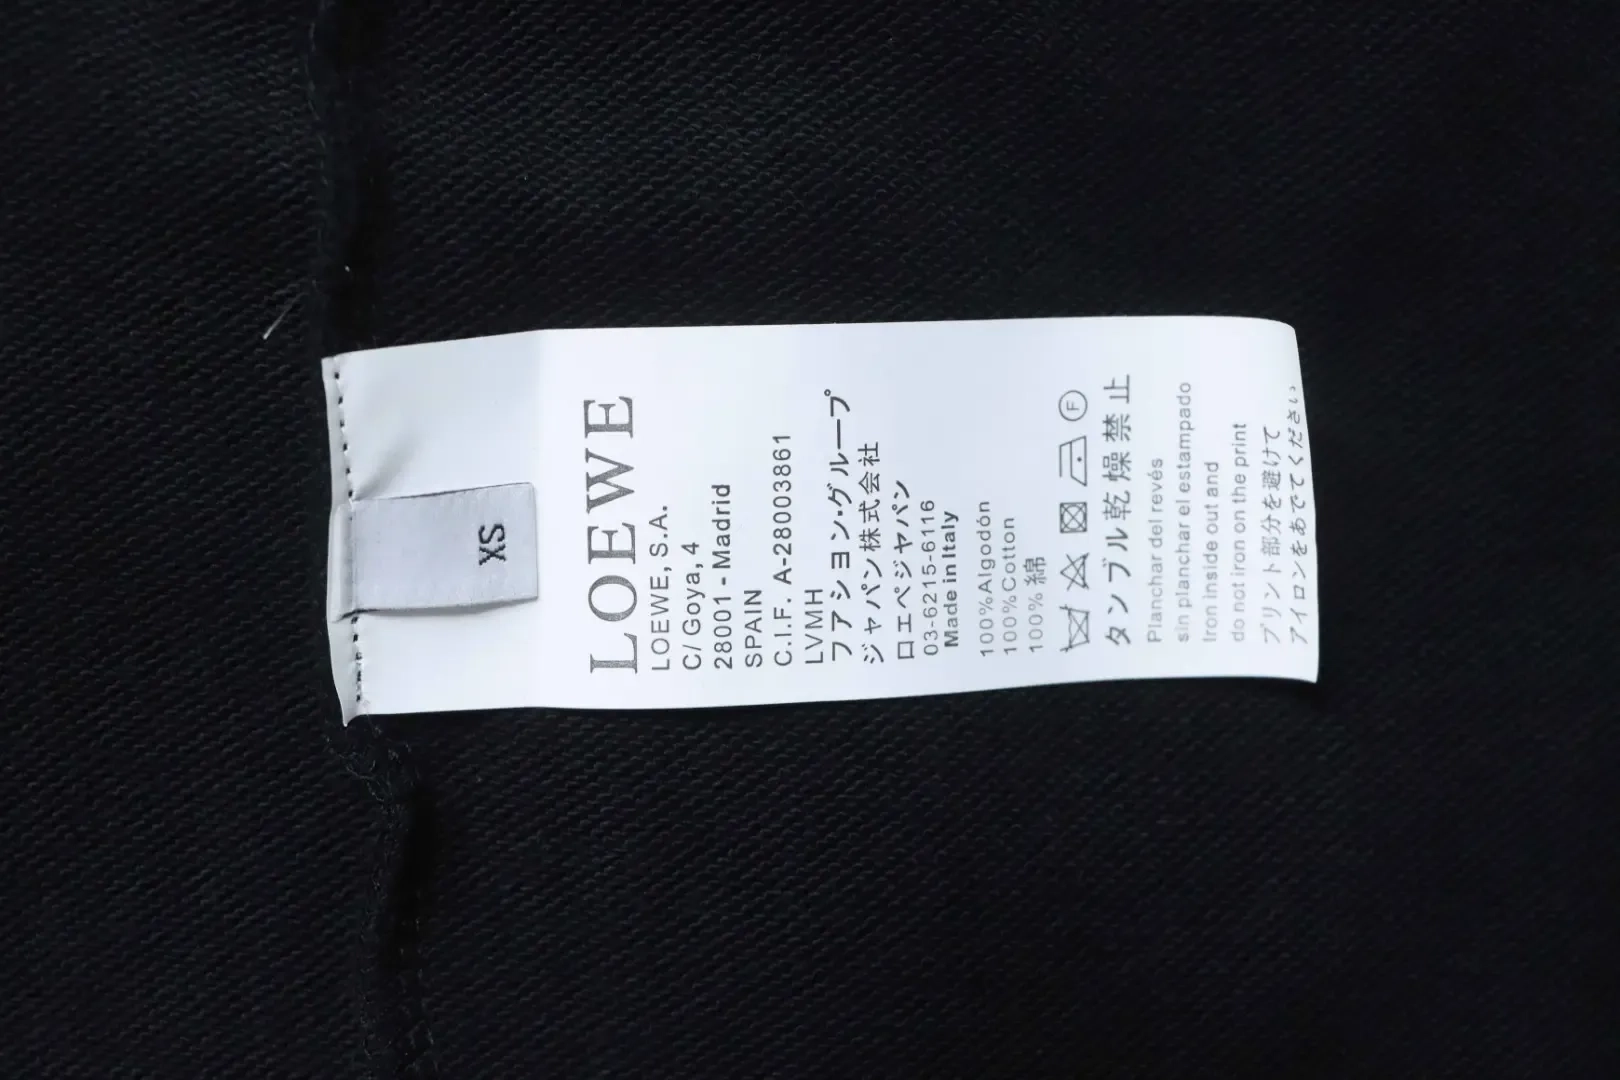 XS
LOEWE
LOEWE, S.A.
C/ Goya, 4
28001 - Madrid
SPAIN
C.I.F. A-28003861
LVMH
ファション・グループ
ジャパン株式会社
ロエベジャパン
03-6215-6116
Made in Italy
100%Algodón
100%Cotton
100%綿
F
タンブル乾燥禁止
Planchar del revés
sin planchar el estampado
Iron inside out and
do not iron on the print
プリント部分を避けて
アイロンをあでてください